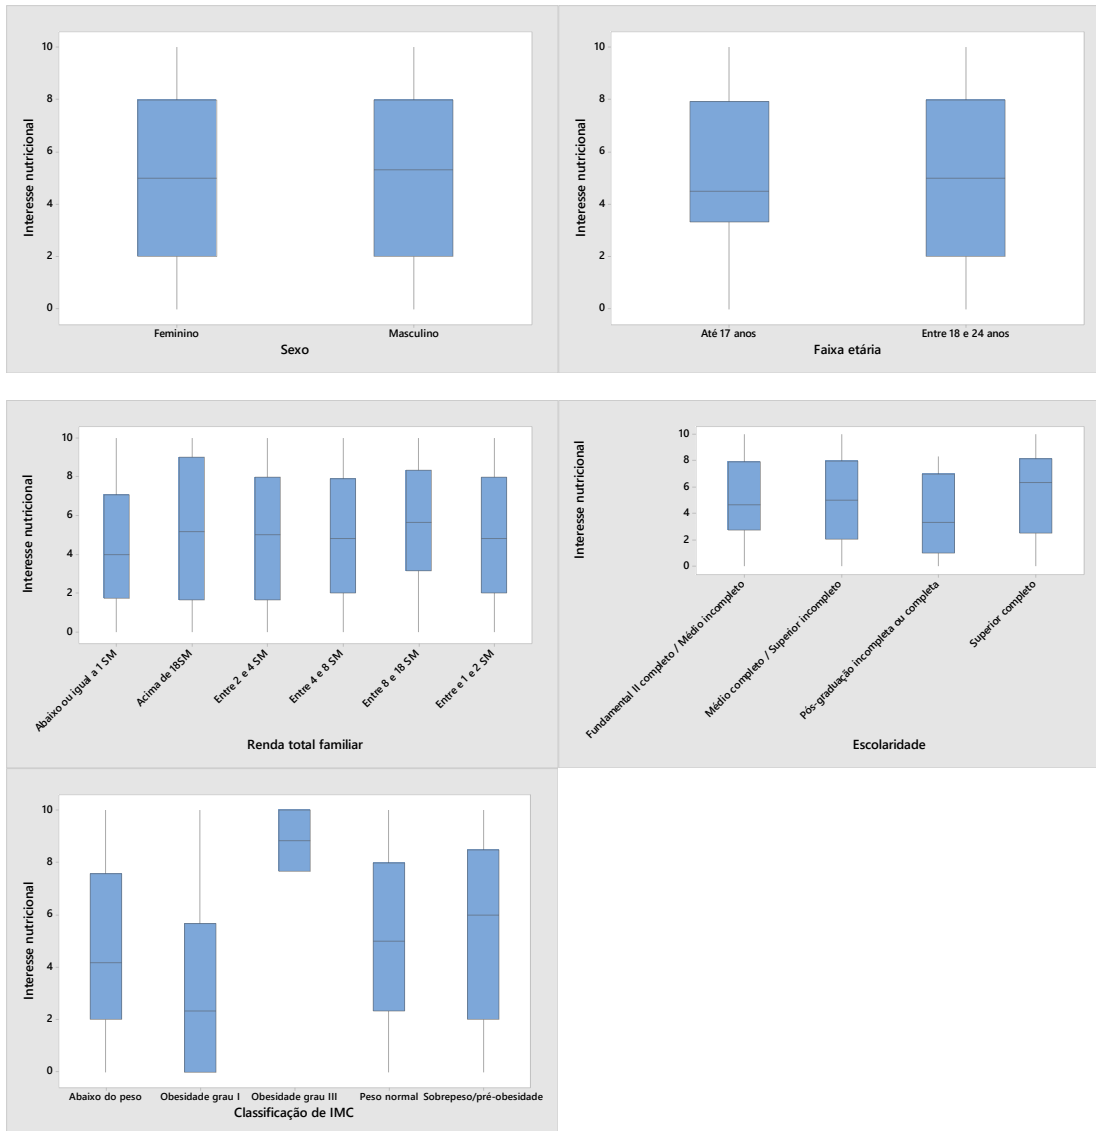 Interesse nutricional
10
8
6
4
2
0
Feminino Masculino
Sexo
Interesse nutricional
10
8
6
4
2
0
Até 17 anos Entre 18 e 24 anos
Faixa etária
Interesse nutricional
10
8
6
4
2
0
Abaixo ou igual a 1 SM
Acima de 18SM
Entre 2 e 4 SM
Entre 4 e 8 SM
Entre 8 e 18 SM
Entre e 1 e 2 SM
Renda total familiar
Interesse nutricional
10
8
6
4
2
0
Fundamental II completo / Médio incompleto
Médio completo / Superior incompleto
Pós-graduação incompleta ou completa
Superior completo
Escolaridade
Interesse nutricional
10
8
6
4
2
0
Abaixo do peso Obesidade grau I Obesidade grau III Peso normal Sobrepeso/pré-obesidade
Classificação de IMC